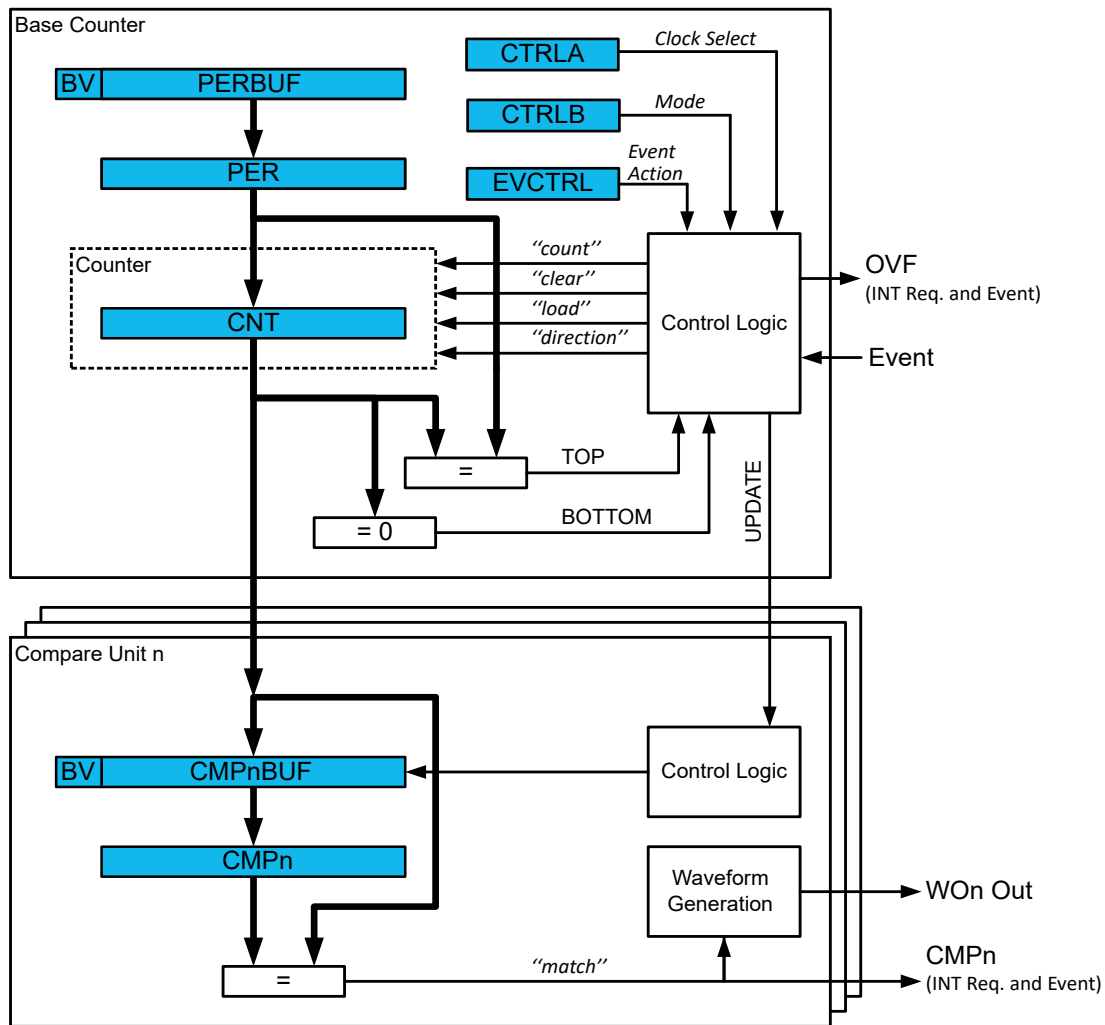 Base Counter
CTRLA
Clock Select
BV
PERBUF
CTRLB
Mode
PER
EVCTRL
Event
Action
Counter
CNT
‘‘count’’
‘‘clear’’
‘‘load’’
‘‘direction’’
Control Logic
OVF
(INT Req. and Event)
Event
=
TOP
= 0
BOTTOM
UPDATE
Compare Unit n
BV
CMPnBUF
Control Logic
CMPn
Waveform
Generation
WOn Out
=
‘‘match’’
CMPn
(INT Req. and Event)